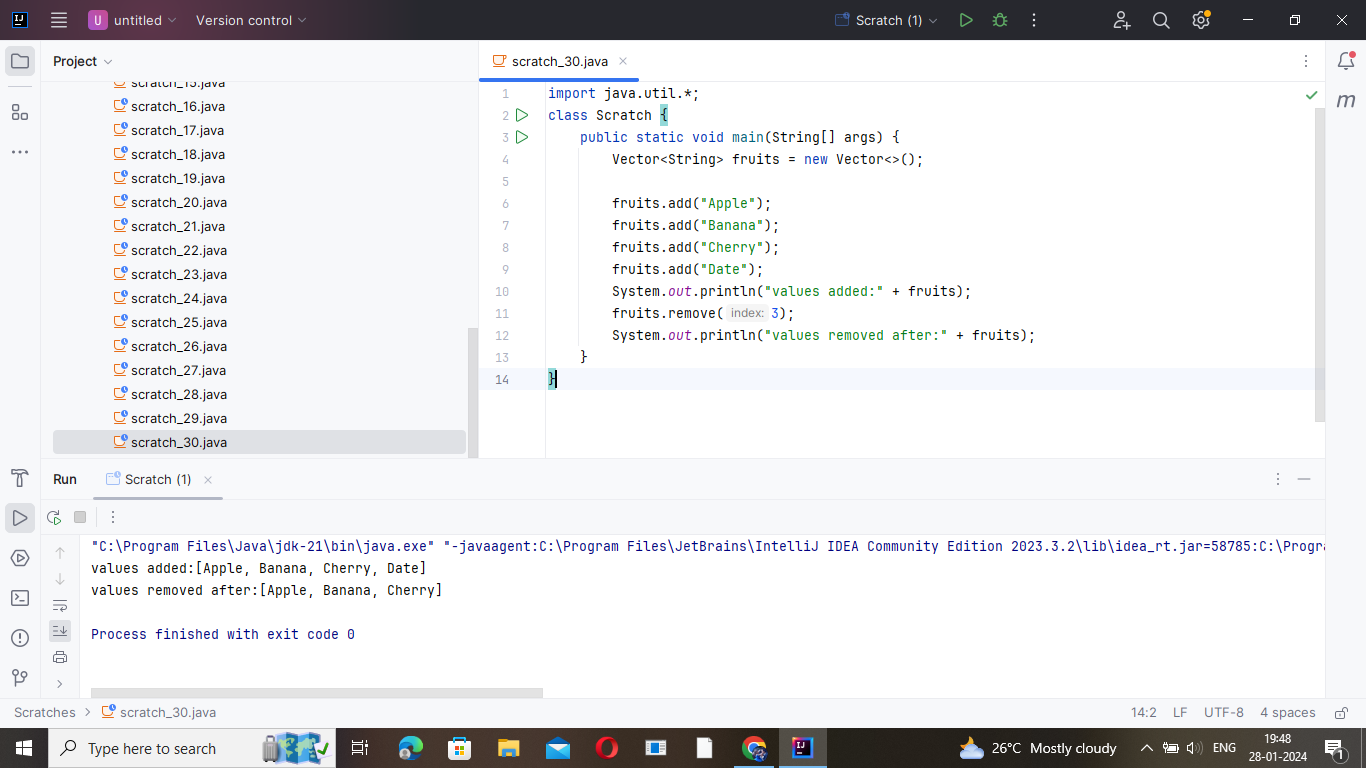 U untitled Version control Scratch (1)
Project
scratch_30.java
scratch_15.java
scratch_16.java
scratch_17.java
scratch_18.java
scratch_19.java
scratch_20.java
scratch_21.java
scratch_22.java
scratch_23.java
scratch_24.java
scratch_25.java
scratch_26.java
scratch_27.java
scratch_28.java
scratch_29.java
scratch_30.java
1 import java.util.*;
2 class Scratch {
3 public static void main(String[] args) {
4 Vector<String> fruits = new Vector<>();
5
6 fruits.add("Apple");
7 fruits.add("Banana");
8 fruits.add("Cherry");
9 fruits.add("Date");
10 System.out.println("values added:" + fruits);
11 fruits.remove( index: 3);
12 System.out.println("values removed after:" + fruits);
13 }
14 }
m
Run Scratch (1)
"C:\Program Files\Java\jdk-21\bin\java.exe" "-javaagent:C:\Program Files\JetBrains\IntelliJ IDEA Community Edition 2023.3.2\lib\idea_rt.jar=58785:C:\Progra
values added:[Apple, Banana, Cherry, Date]
values removed after:[Apple, Banana, Cherry]
Process finished with exit code 0
Scratches > scratch_30.java 14:2 LF UTF-8 4 spaces
Type here to search
26°C Mostly cloudy
ENG
19:48
28-01-2024
1